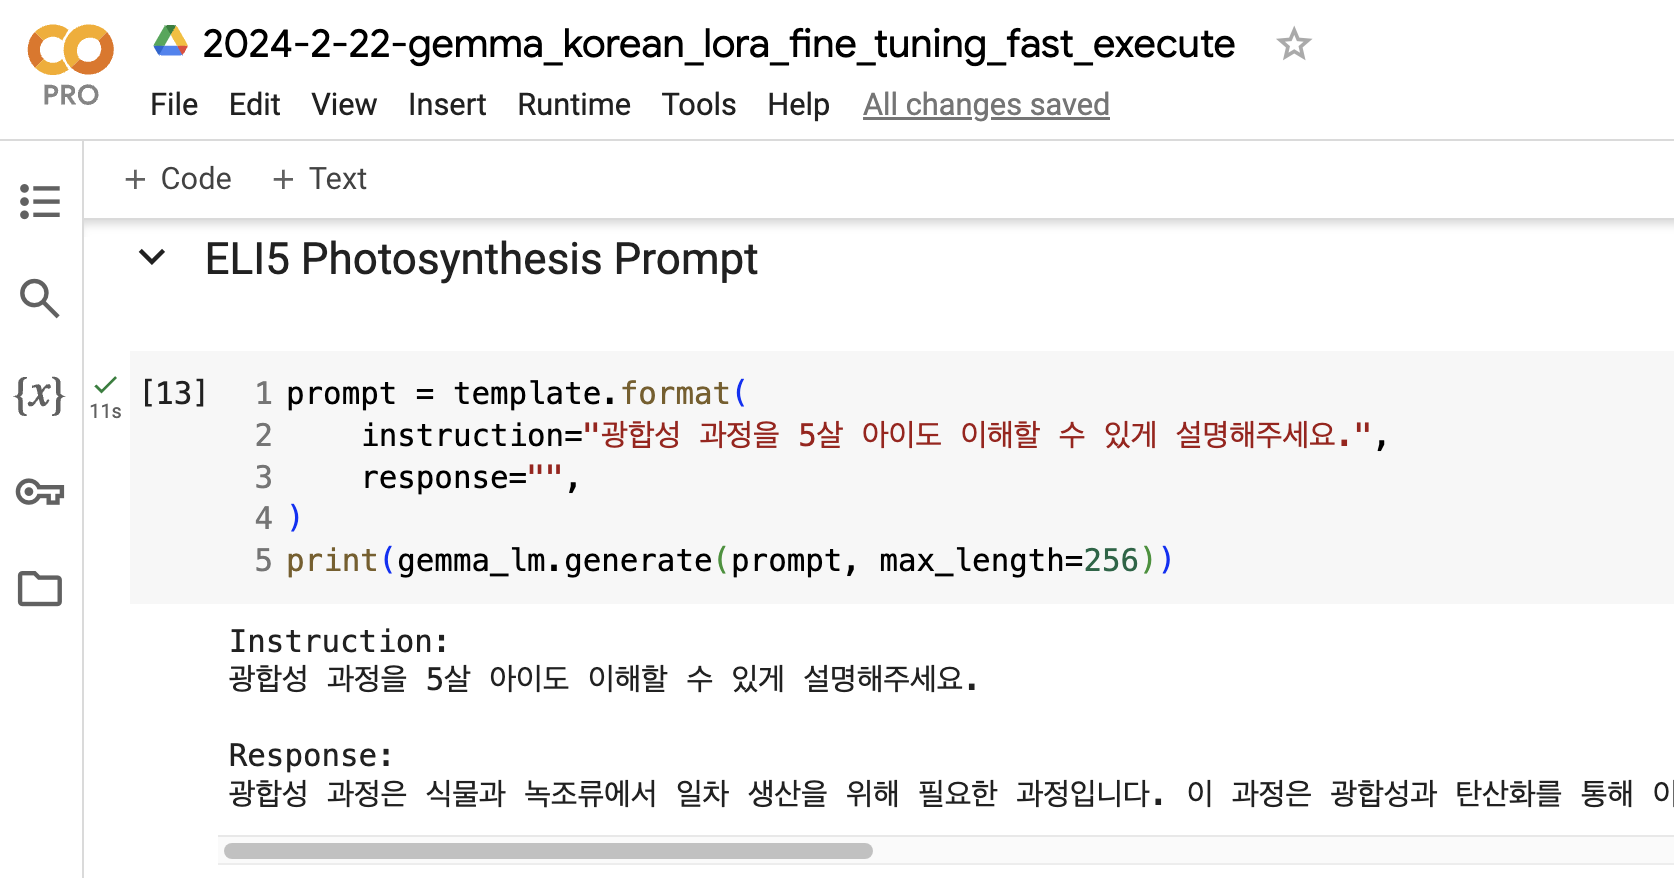 2024-2-22-gemma_korean_lora_fine_tuning_fast_execute
PRO
File Edit View Insert Runtime Tools Help All changes saved
+ Code + Text
ELI5 Photosynthesis Prompt
{x}
11s
[13]
1 prompt = template.format(
2     instruction="광합성 과정을 5살 아이도 이해할 수 있게 설명해주세요.",
3     response="",
4 )
5 print(gemma_lm.generate(prompt, max_length=256))
Instruction:
광합성 과정을 5살 아이도 이해할 수 있게 설명해주세요.
Response:
광합성 과정은 식물과 녹조류에서 일차 생산을 위해 필요한 과정입니다. 이 과정은 광합성과 탄산화를 통해